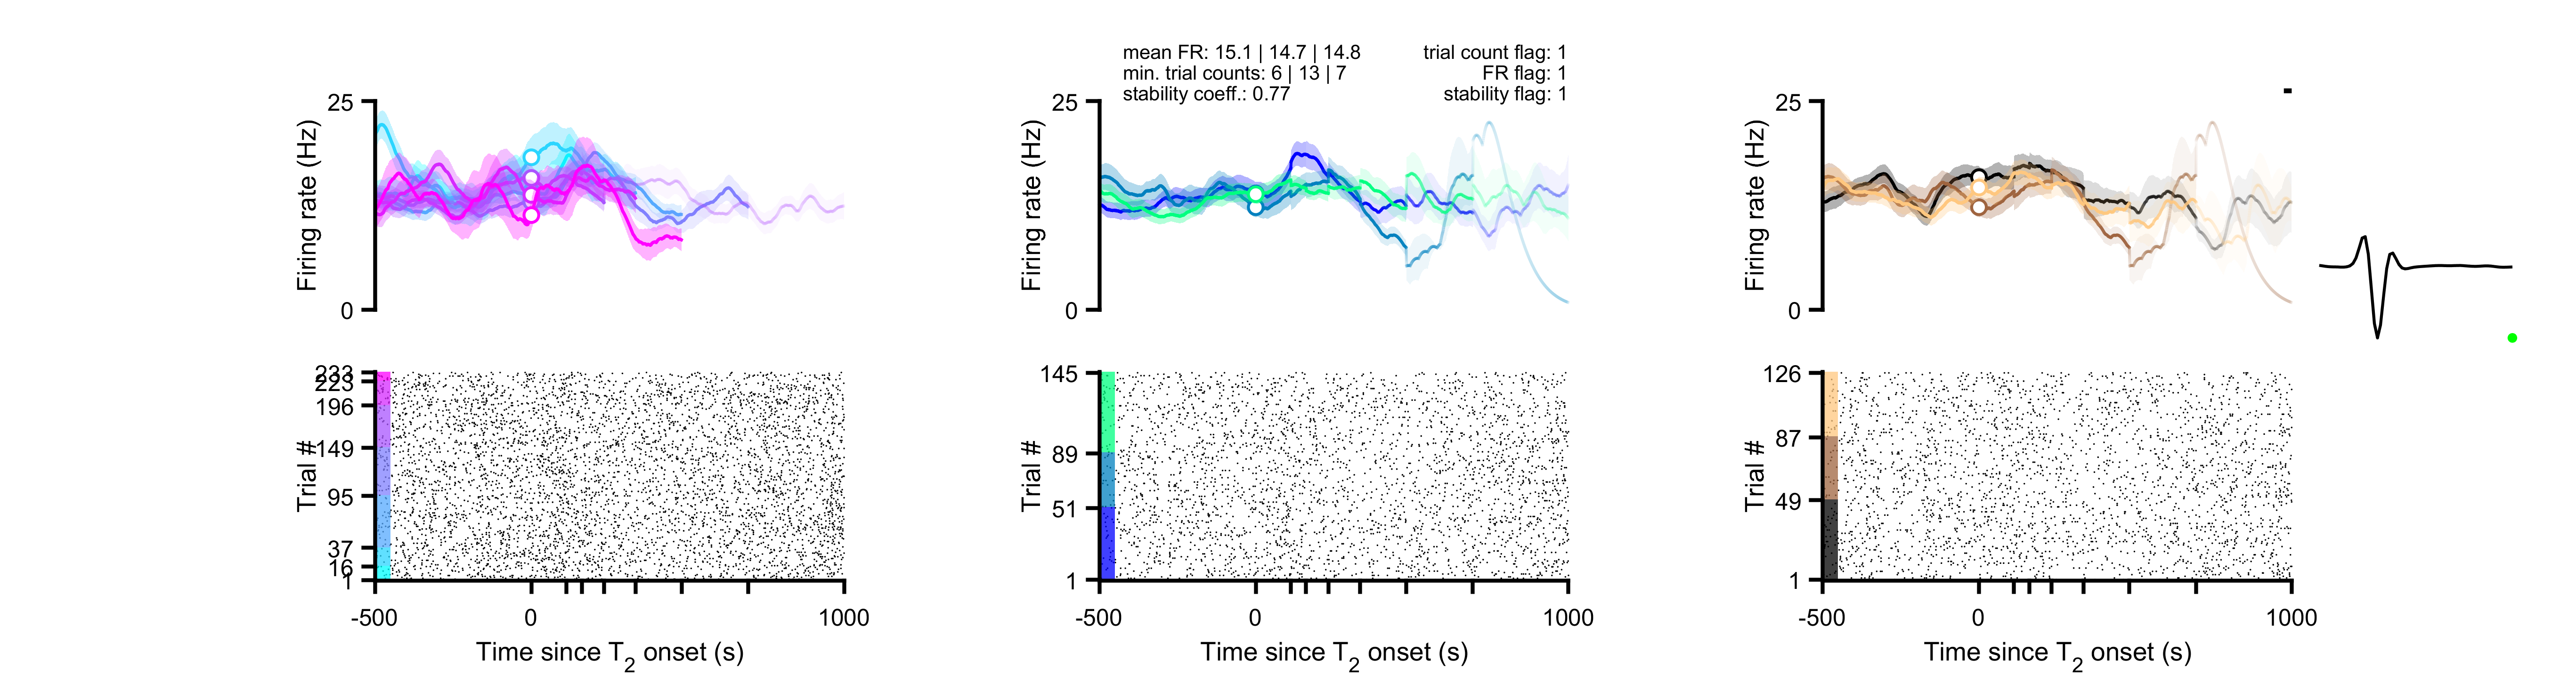 mean FR: 15.1 | 14.7 | 14.8
min. trial counts: 6 | 13 | 7
stability coeff.: 0.77
trial count flag: 1
FR flag: 1
stability flag: 1
25
Firing rate (Hz)
0
25
Firing rate (Hz)
0
25
Firing rate (Hz)
0
233
223
196
149
95
37
16
1
Trial #
-500
0
1000
Time since T2 onset (s)
145
89
51
1
Trial #
-500
0
1000
Time since T2 onset (s)
126
87
49
1
Trial #
-500
0
1000
Time since T2 onset (s)